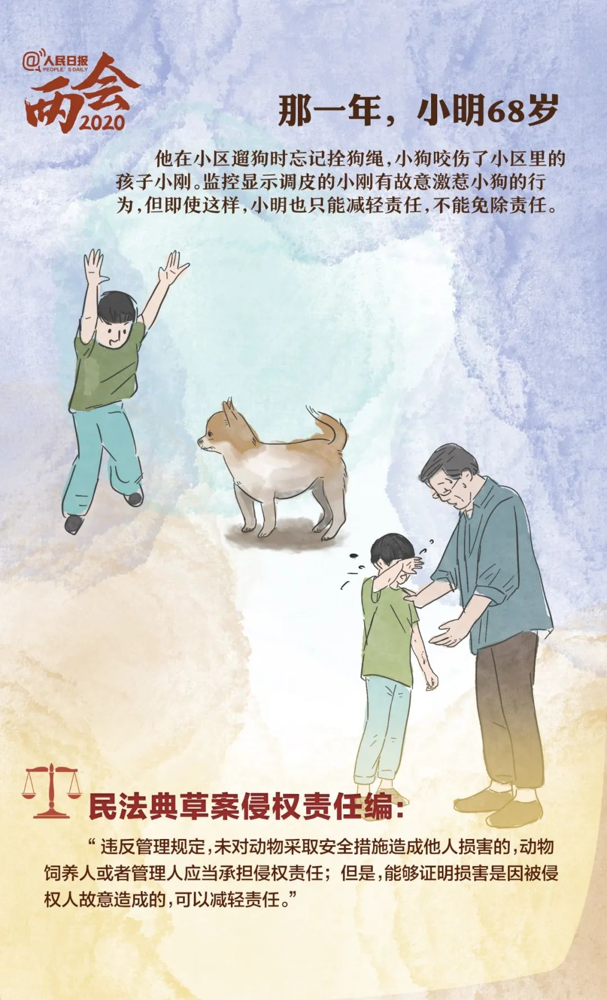 @人民日报
PEOPLE'S DAILY
两会
2020
那一年，小明68岁
他在小区遛狗时忘记拴狗绳，小狗咬伤了小区里的
孩子小刚。监控显示调皮的小刚有故意激惹小狗的行
为，但即使这样，小明也只能减轻责任，不能免除责任。
民法典草案侵权责任编：
“违反管理规定，未对动物采取安全措施造成他人损害的，动物
饲养人或者管理人应当承担侵权责任；但是，能够证明损害是因被侵
权人故意造成的，可以减轻责任。”